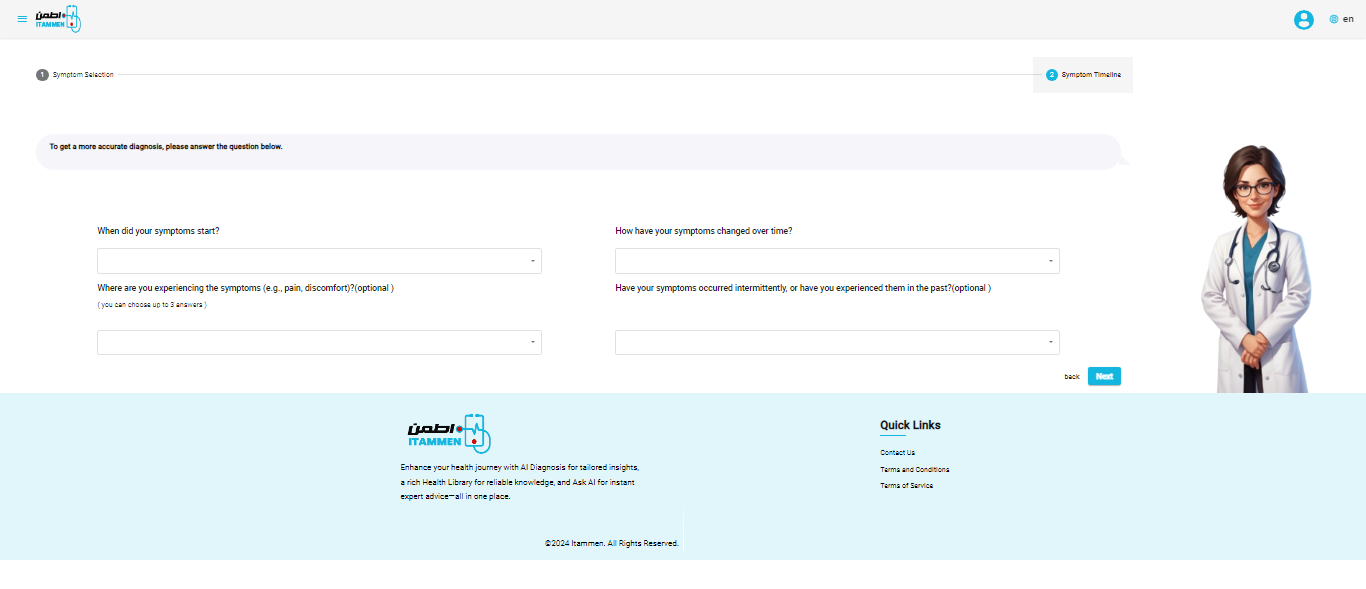 اطمن
ITAMMEN
en
1 Symptom Selection
2 Symptom Timeline
To get a more accurate diagnosis, please answer the question below.
When did your symptoms start?
How have your symptoms changed over time?
Where are you experiencing the symptoms (e.g., pain, discomfort)?(optional )
( you can choose up to 3 answers )
Have your symptoms occurred intermittently, or have you experienced them in the past?(optional )
back
Next
اطمن
ITAMMEN
Enhance your health journey with AI Diagnosis for tailored insights,
a rich Health Library for reliable knowledge, and Ask AI for instant
expert advice—all in one place.
Quick Links
Contact Us
Terms and Conditions
Terms of Service
©2024 Itammen. All Rights Reserved.